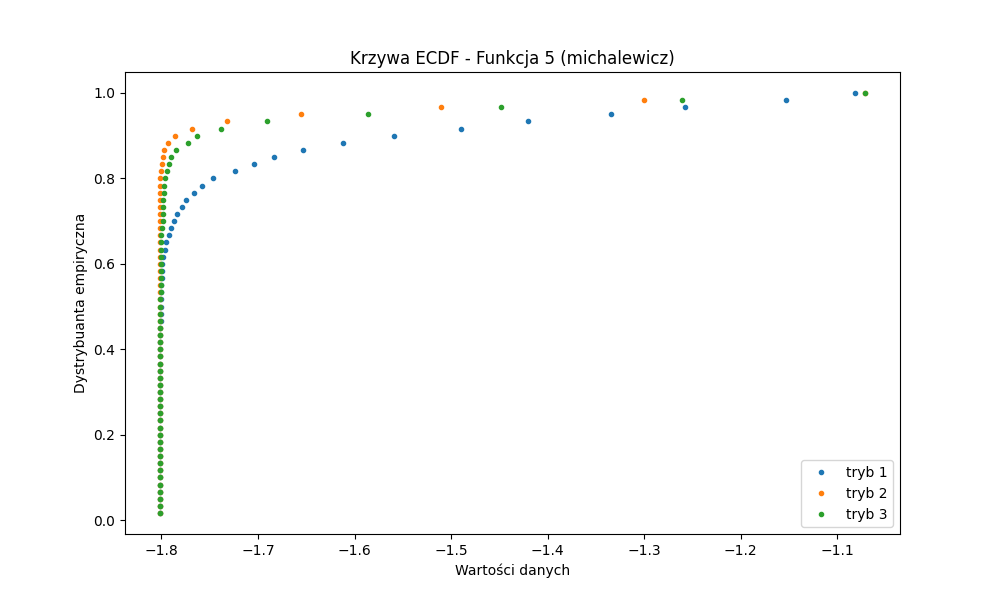 Krzywa ECDF - Funkcja 5 (michalewicz)
1.0
0.8
0.6
0.4
0.2
0.0
Dystrybuanta empiryczna
tryb 1
tryb 2
tryb 3
−1.8 −1.7 −1.6 −1.5 −1.4 −1.3 −1.2 −1.1
Wartości danych